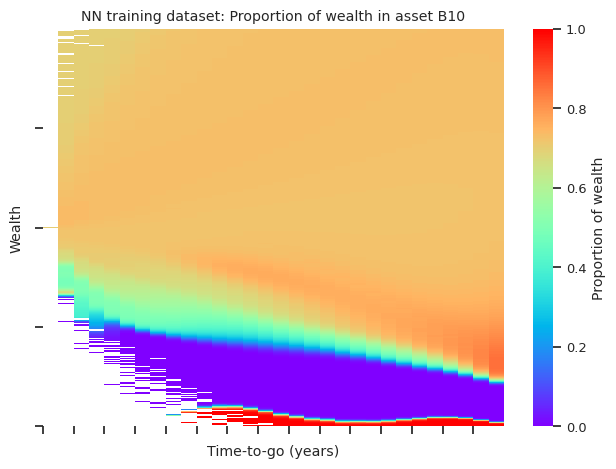 NN training dataset: Proportion of wealth in asset B10
Wealth
Time-to-go (years)
1.0
0.8
0.6
0.4
0.2
0.0
Proportion of wealth